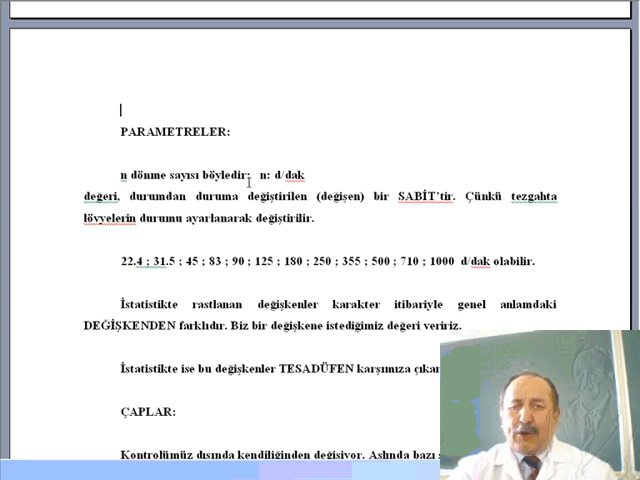 PARAMETRELER:
n dönme sayısı böyledir; n: d/dak
değeri, durumdan duruma değiştirilen (değişen) bir SABİT'tir. Çünkü tezgahta
lövyelerin durumu ayarlanarak değiştirilir.
22.4 ; 31.5 ; 45 ; 83 ; 90 ; 125 ; 180 ; 250 ; 355 ; 500 ; 710 ; 1000 d/dak olabilir.
İstatistikte rastlanan değişkenler karakter itibariyle genel anlamdaki
DEĞİŞKENDEN farklıdır. Biz bir değişkene istediğimiz değeri veririz.
İstatistikte ise bu değişkenler TESADÜFEN karşımıza çıkar
ÇAPLAR:
Kontrolümüz dışında kendiliğinden değişiyor. Aslında bazı